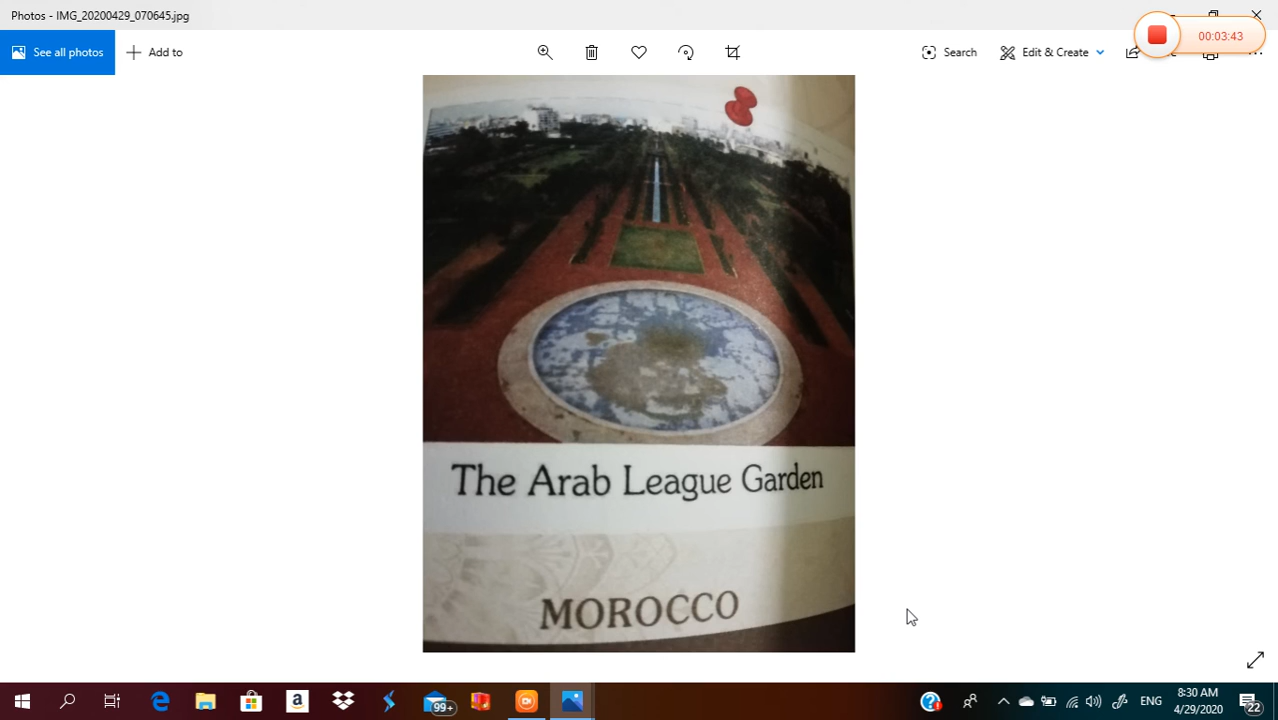 Photos - IMG_20200429_070645.jpg
00:03:43
See all photos
Add to
Search
Edit & Create
The Arab League Garden
MOROCCO
99+
ENG
8:30 AM
4/29/2020
22